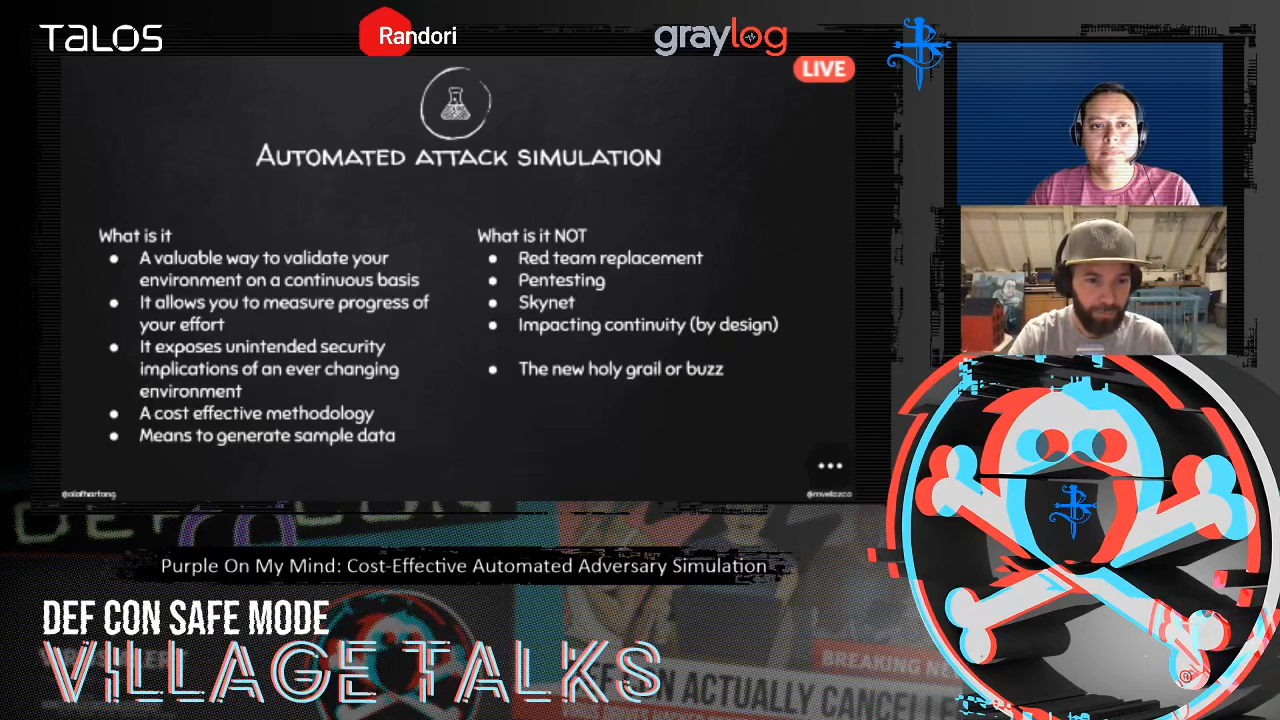 TALOS
Randori
graylog
LIVE
AUTOMATED ATTACK SIMULATION
What is it
● A valuable way to validate your
environment on a continuous basis
● It allows you to measure progress of
your effort
● It exposes unintended security
implications of an ever changing
environment
● A cost effective methodology
● Means to generate sample data
What is it NOT
● Red team replacement
● Pentesting
● Skynet
● Impacting continuity (by design)
● The new holy grail or buzz
@olafhartong
@mvelazco
DEF CON
Purple On My Mind: Cost-Effective Automated Adversary Simulation
DEF CON SAFE MODE
VILLAGE TALKS
BREAKING
CON ACTUALLY